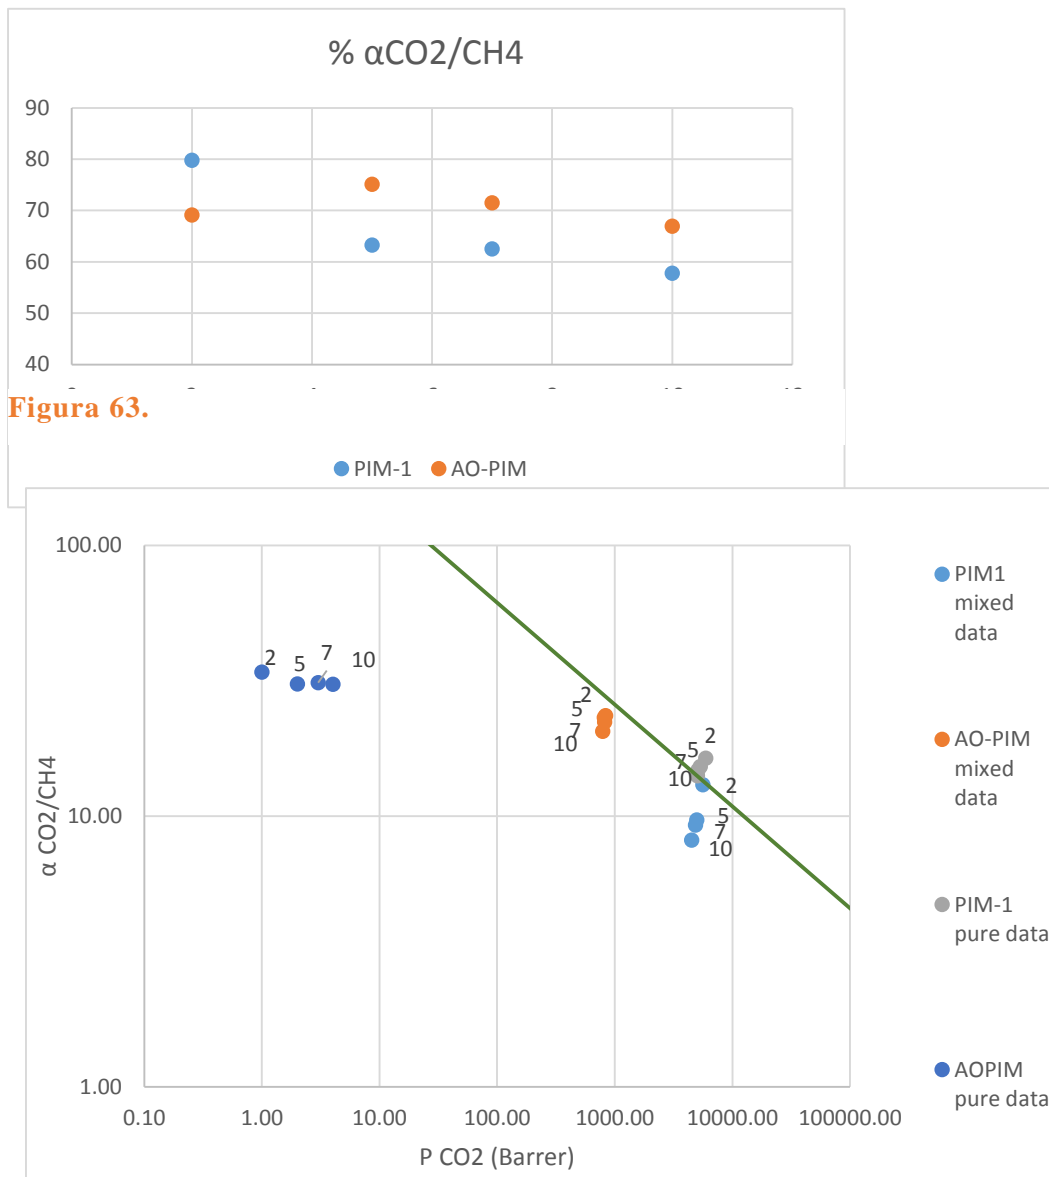 % αCO2/CH4
90
80
70
60
50
40
Figura 63.
PIM-1 AO-PIM
100.00
10.00
1.00
α CO2/CH4
2 5 7 10
2
5
7
10
2
5
7
10
2
5
7
10
0.10 1.00 10.00 100.00 1000.00 10000.00 100000.00
P CO2 (Barrer)
PIM1
mixed
data
AO-PIM
mixed
data
PIM-1
pure data
AOPIM
pure data